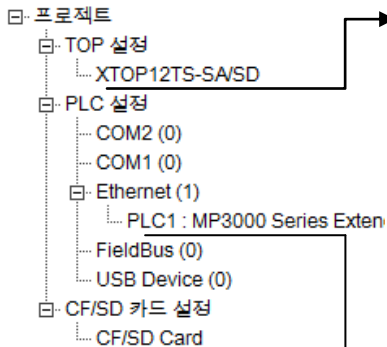 프로젝트
TOP 설정
XTOP12TS-SA/SD
PLC 설정
COM2 (0)
COM1 (0)
Ethernet (1)
PLC1 : MP3000 Series Exten
FieldBus (0)
USB Device (0)
CF/SD 카드 설정
CF/SD Card